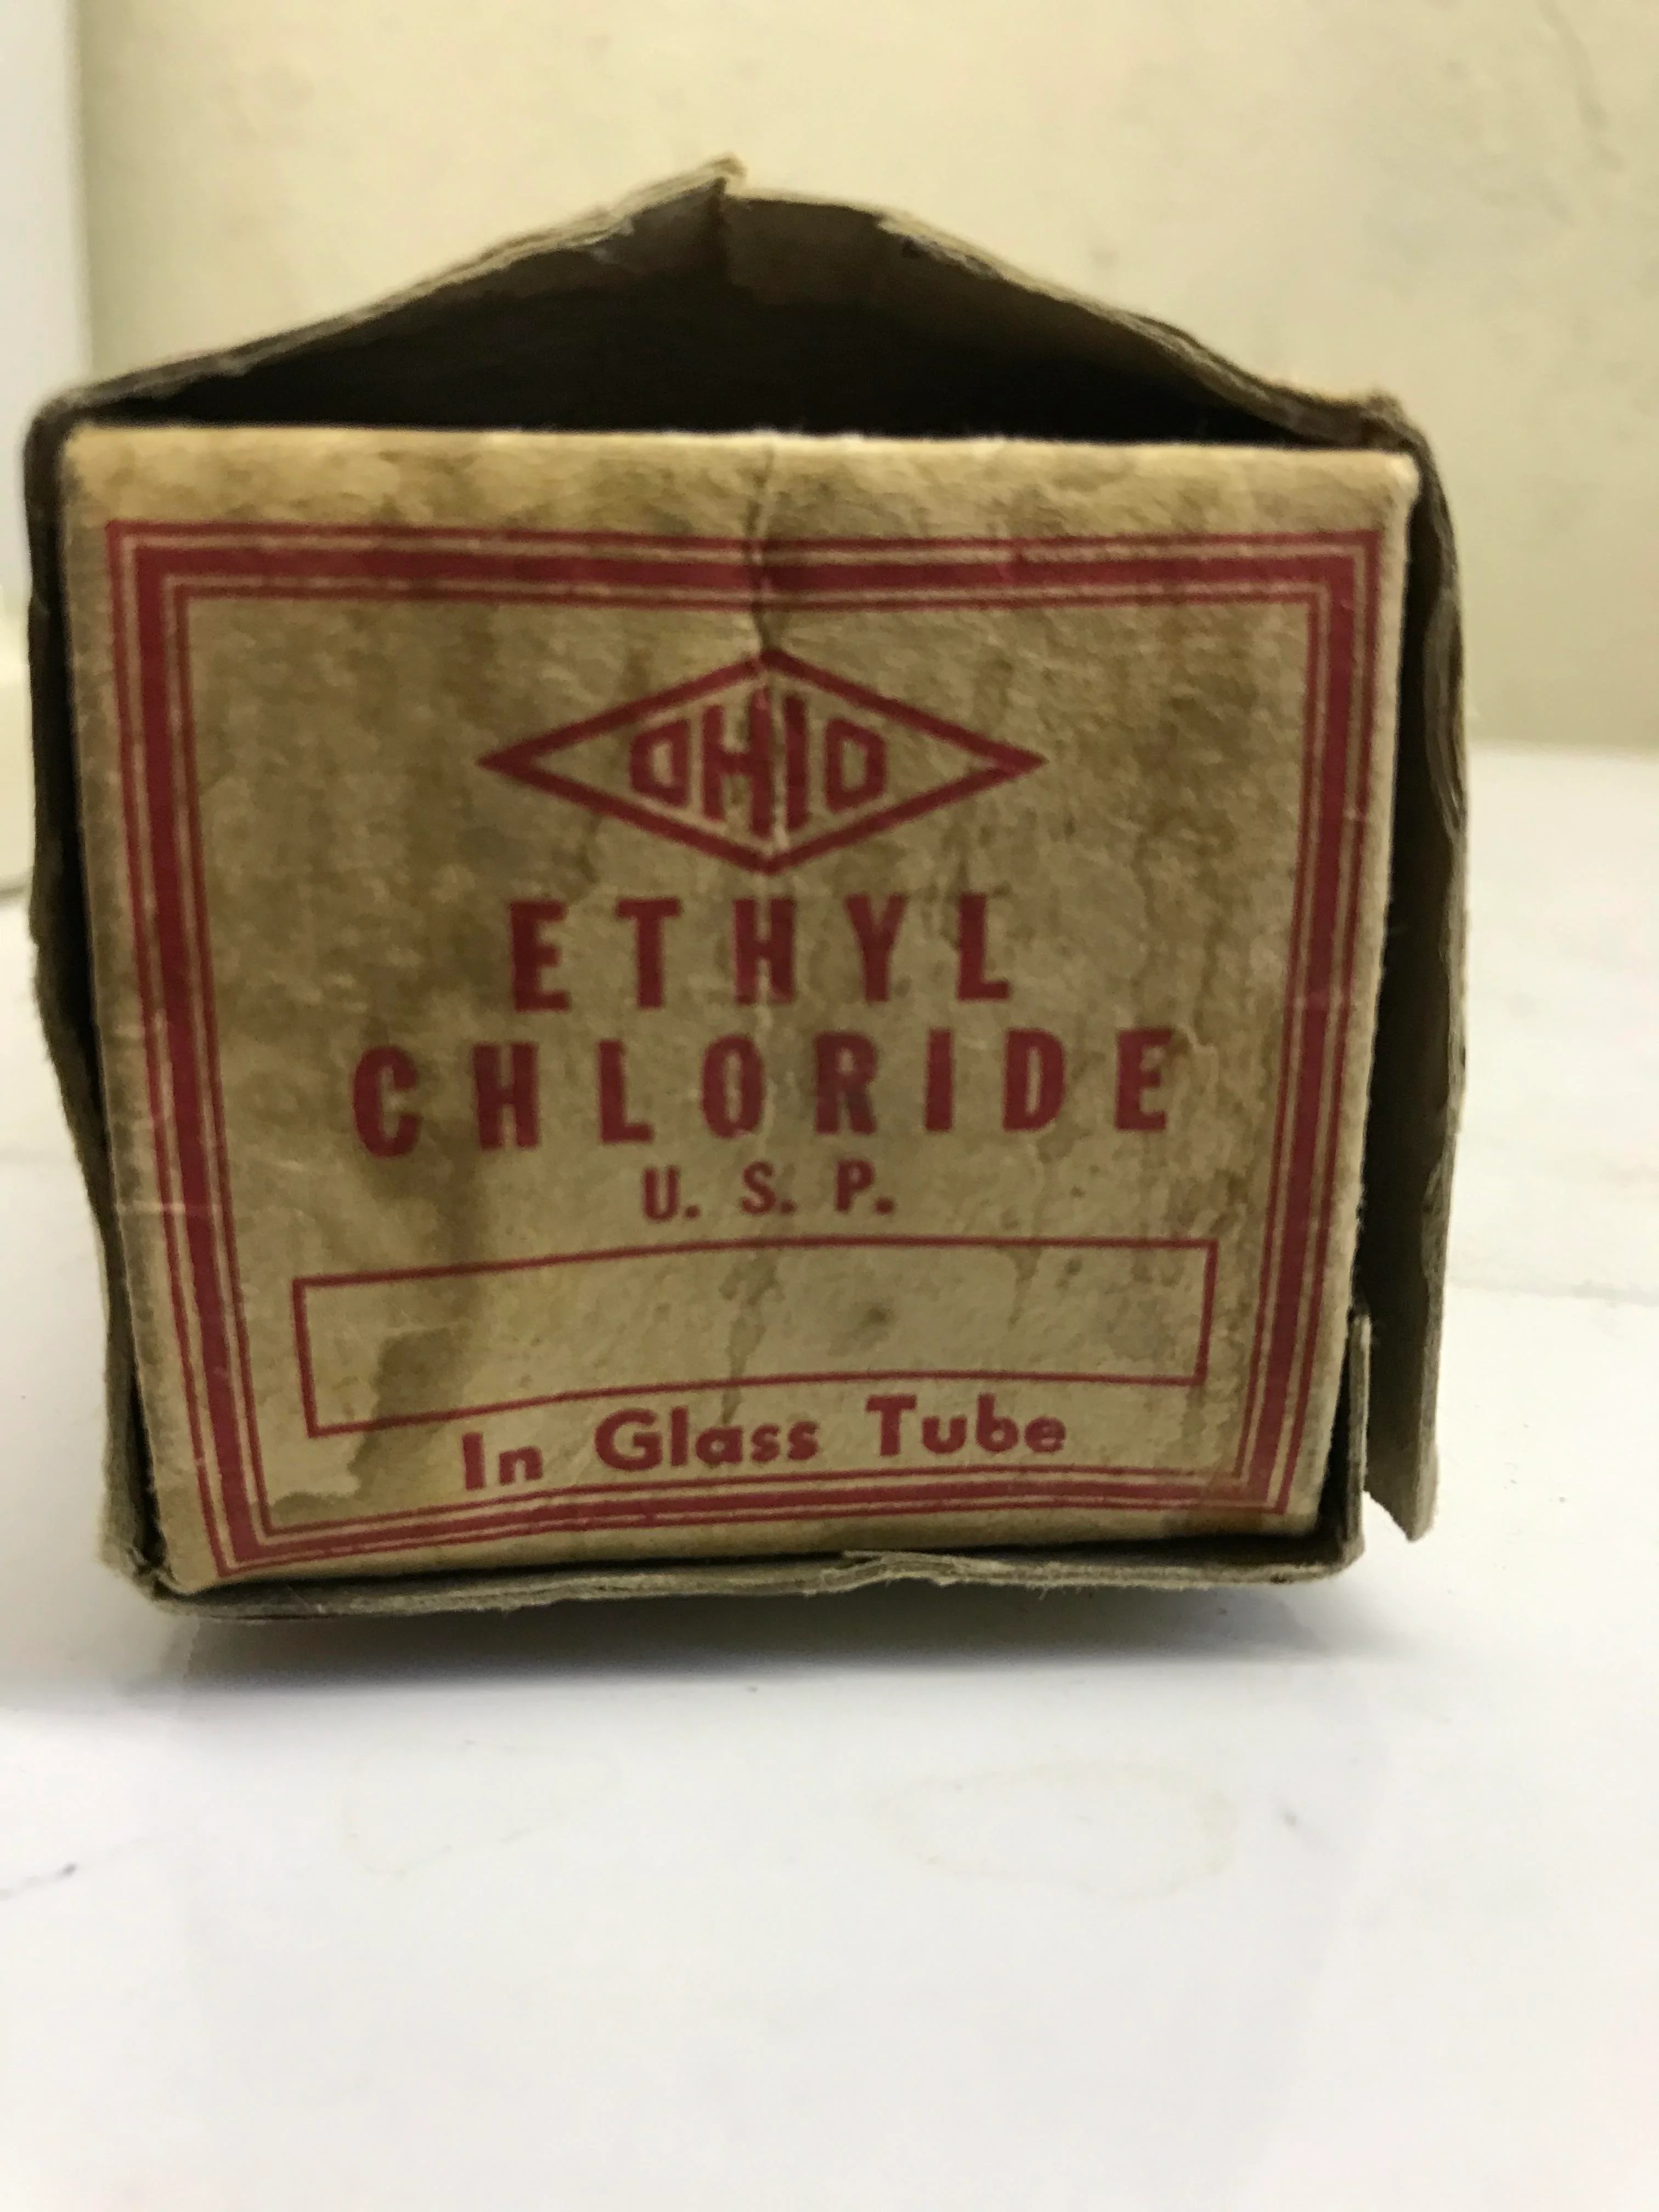 OHIO
ETHYL
CHLORIDE
U. S. P.
In Glass Tube